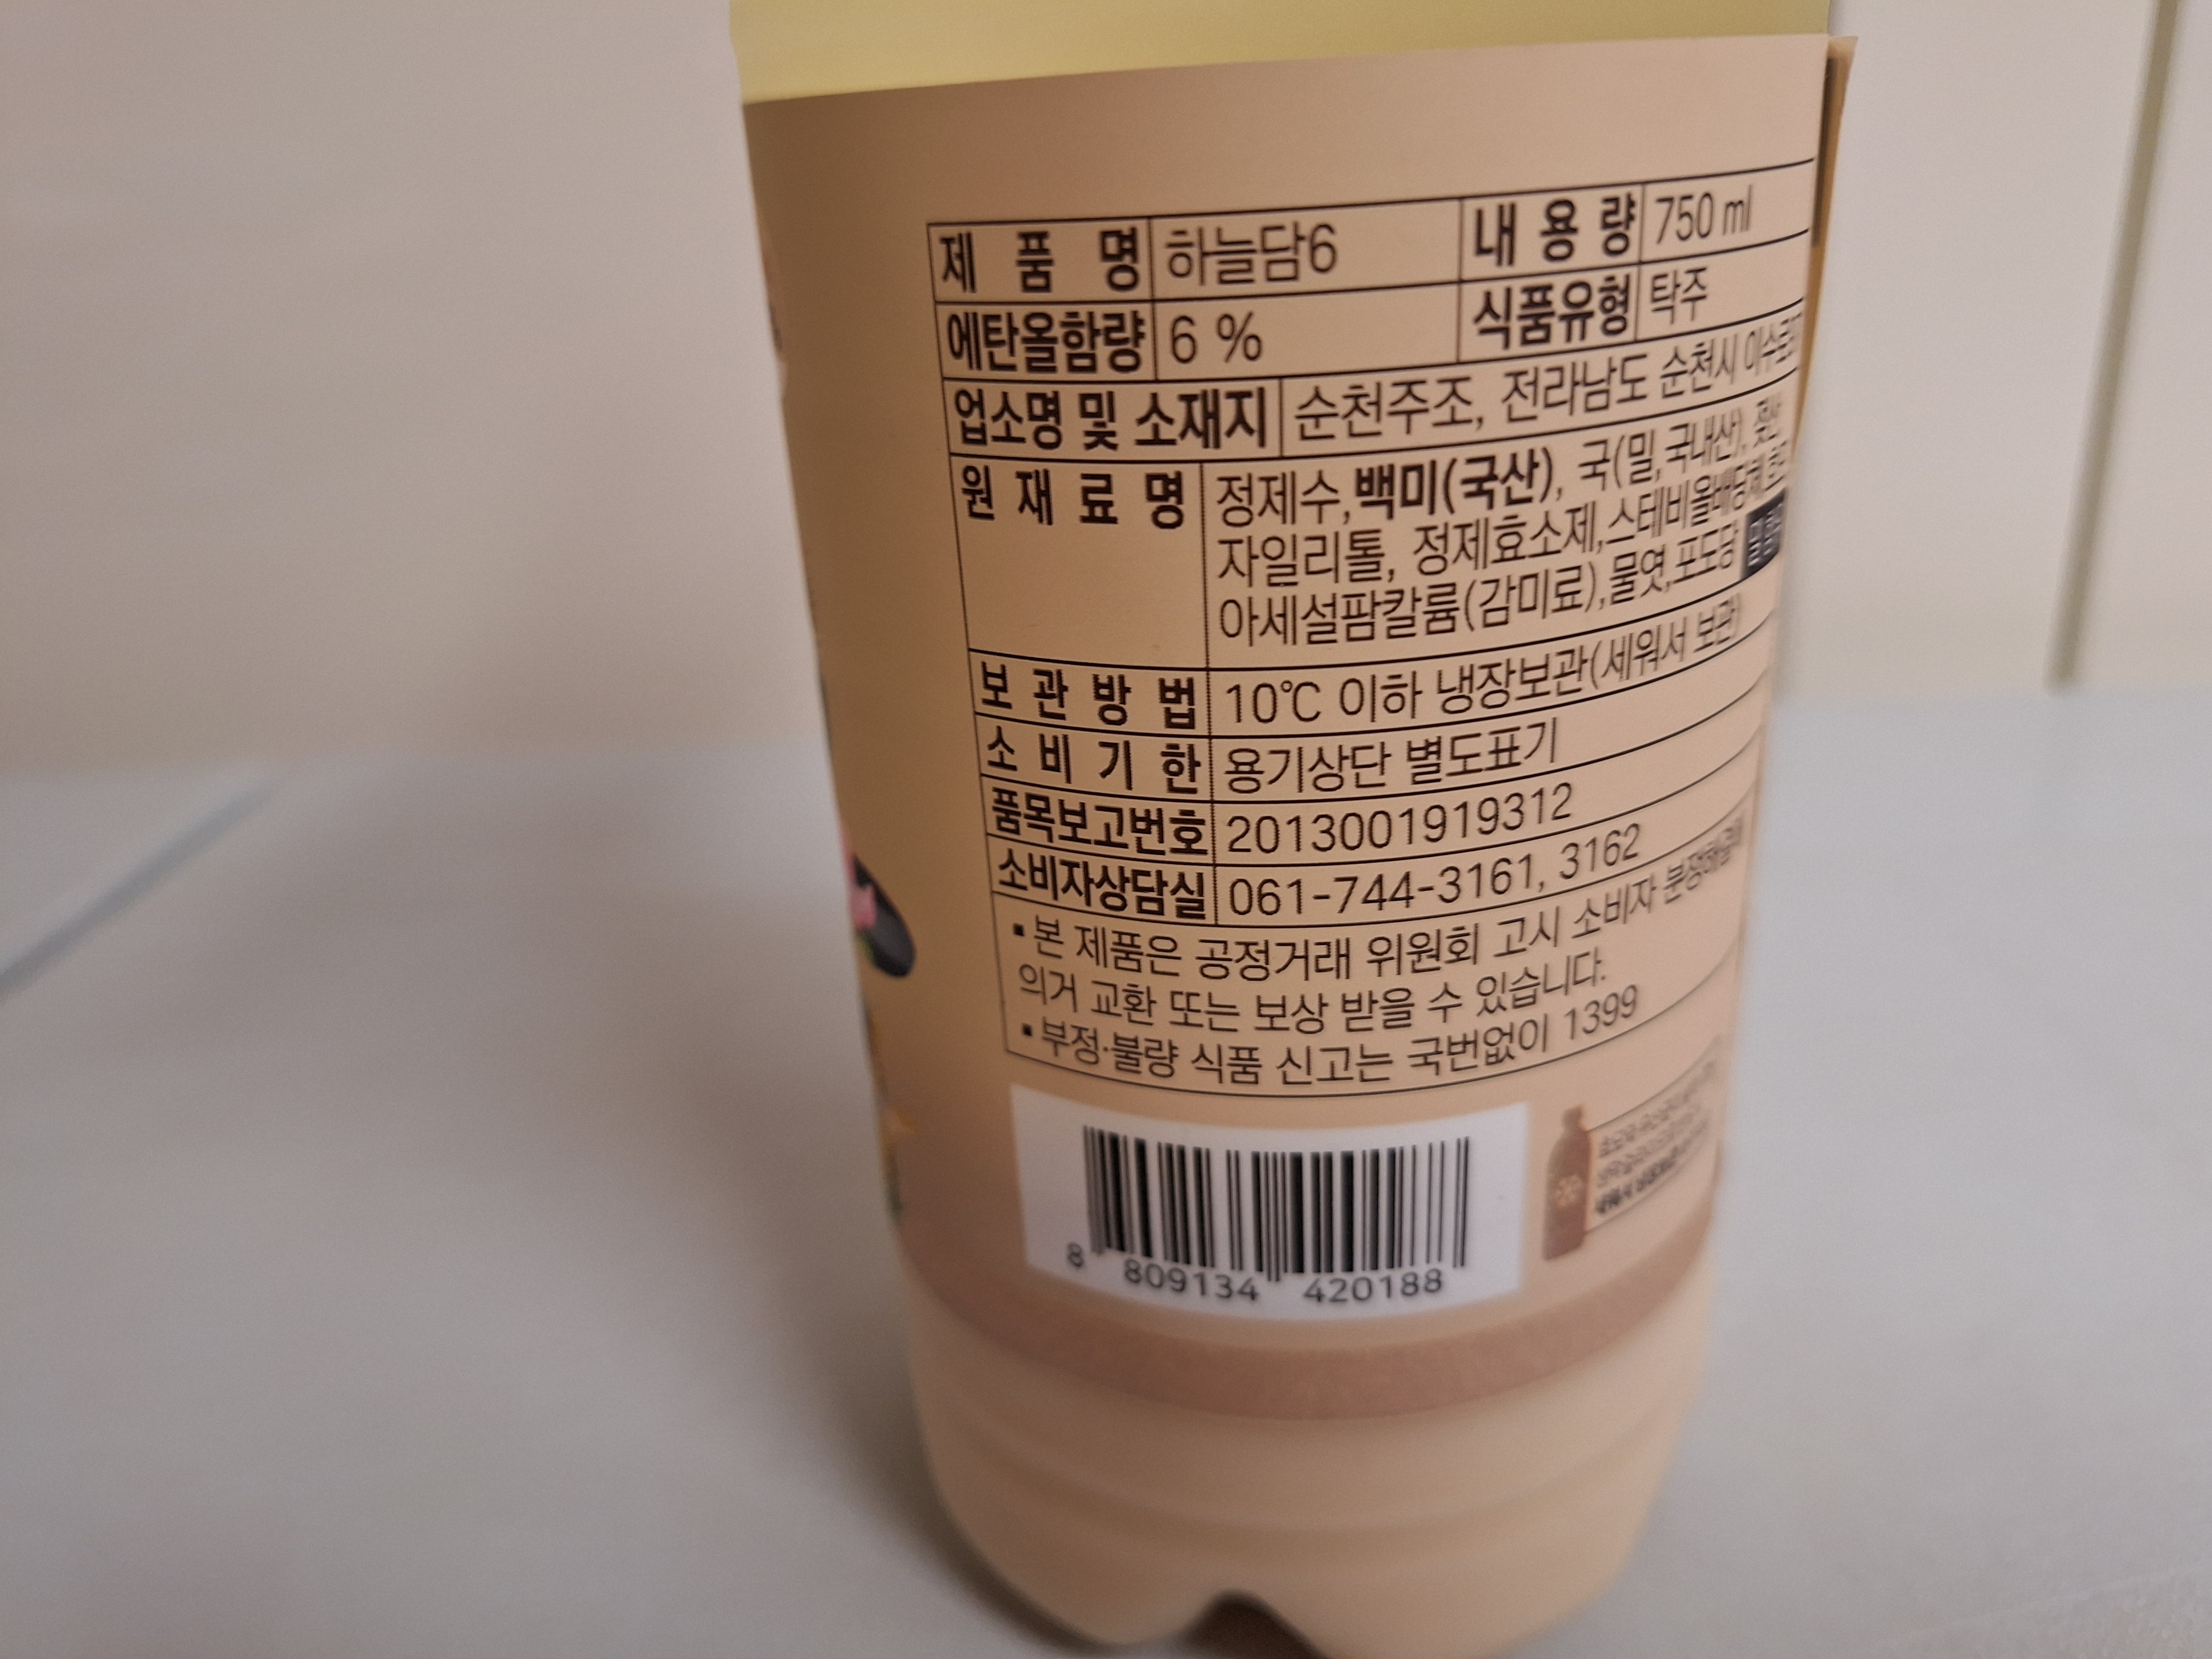 제 품 명 하늘담6 내 용 량 750 ml
에탄올함량 6 % 식품유형 탁주
업소명 및 소재지 순천주조, 전라남도 순천시
원 재 료 명 정제수, 백미(국산), 국(밀, 국내산), 젖산
자일리톨, 정제효소제, 스테비올배당체,
아세설팜칼륨(감미료), 물엿, 포도당
보 관 방 법 10℃ 이하 냉장보관(세워서 보관)
소 비 기 한 용기상단 별도표기
품목보고번호 2013001919312
소비자상담실 061-744-3161, 3162
▪본 제품은 공정거래 위원회 고시 소비자
의거 교환 또는 보상 받을 수 있습니다.
▪부정·불량 식품 신고는 국번없이 1399
8 809134 420188